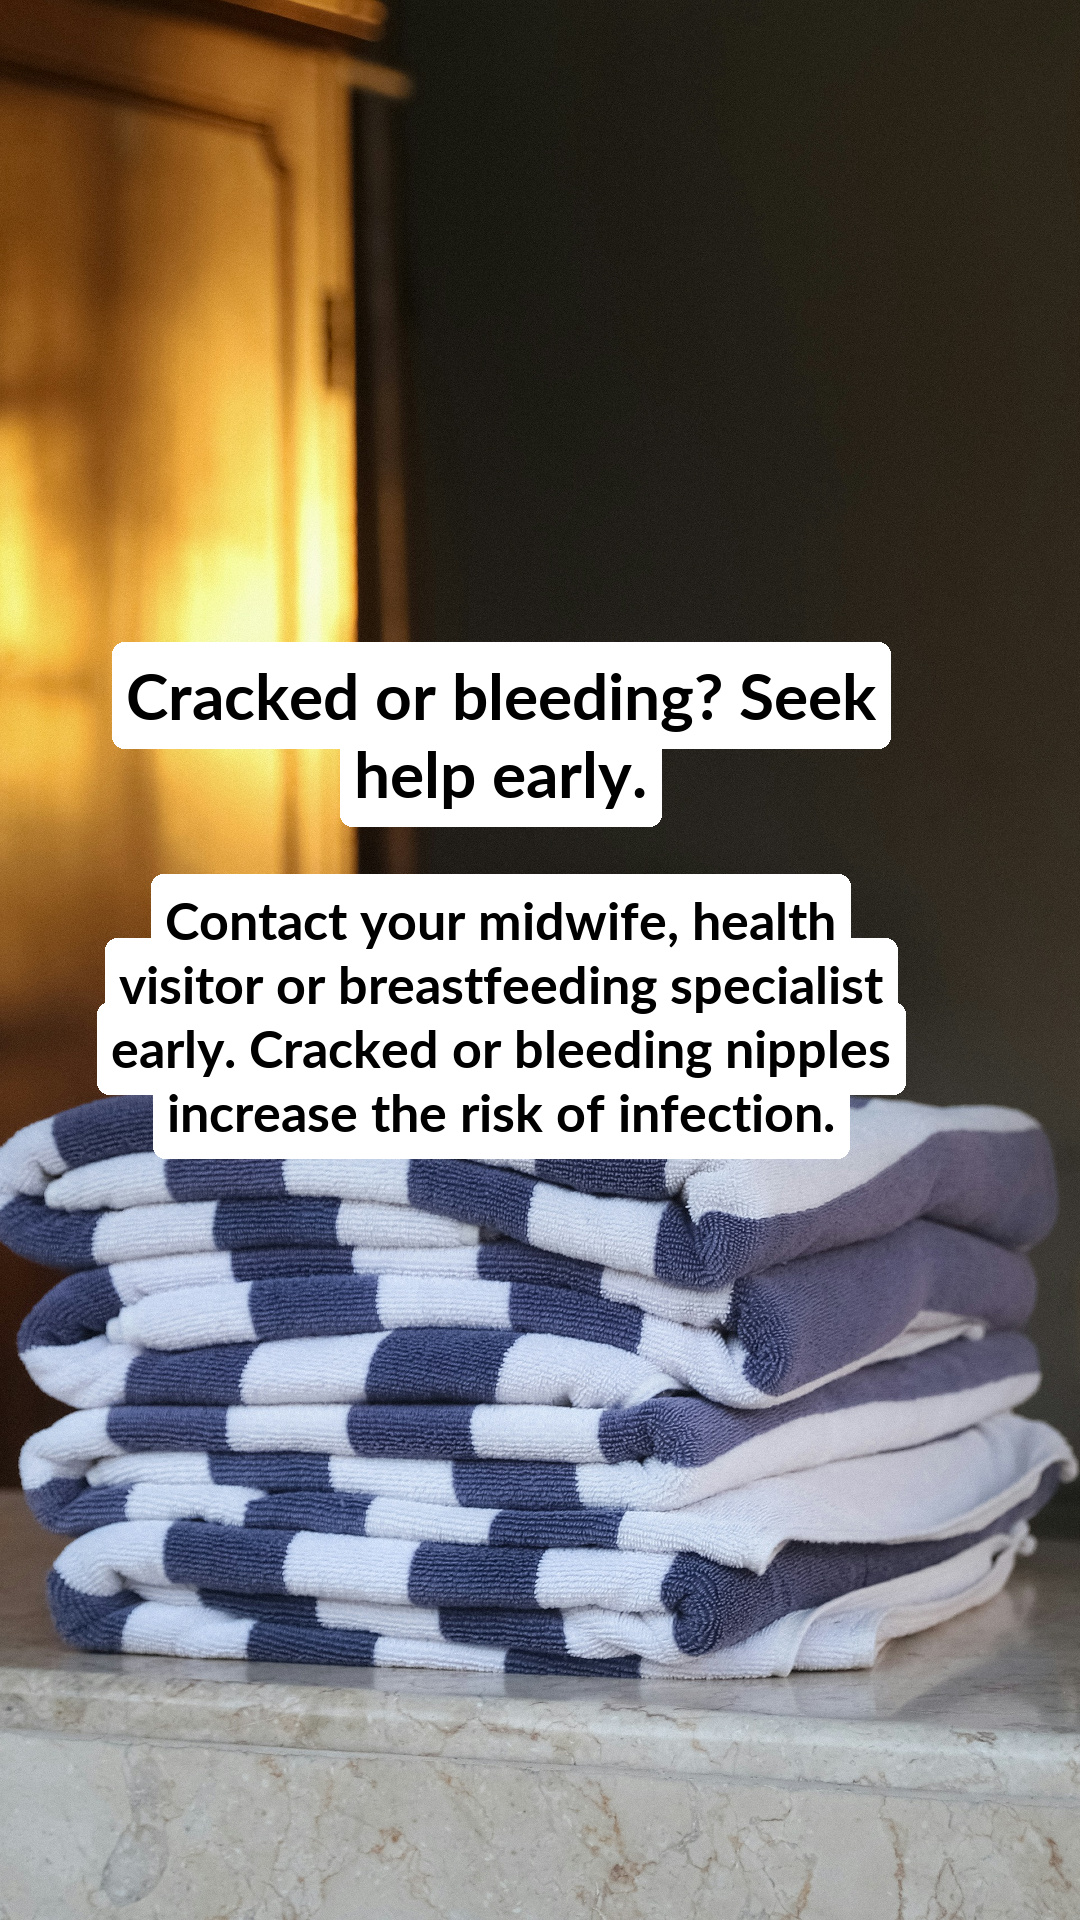 Cracked or bleeding? Seek
help early.
Contact your midwife, health
visitor or breastfeeding specialist
early. Cracked or bleeding nipples
increase the risk of infection.